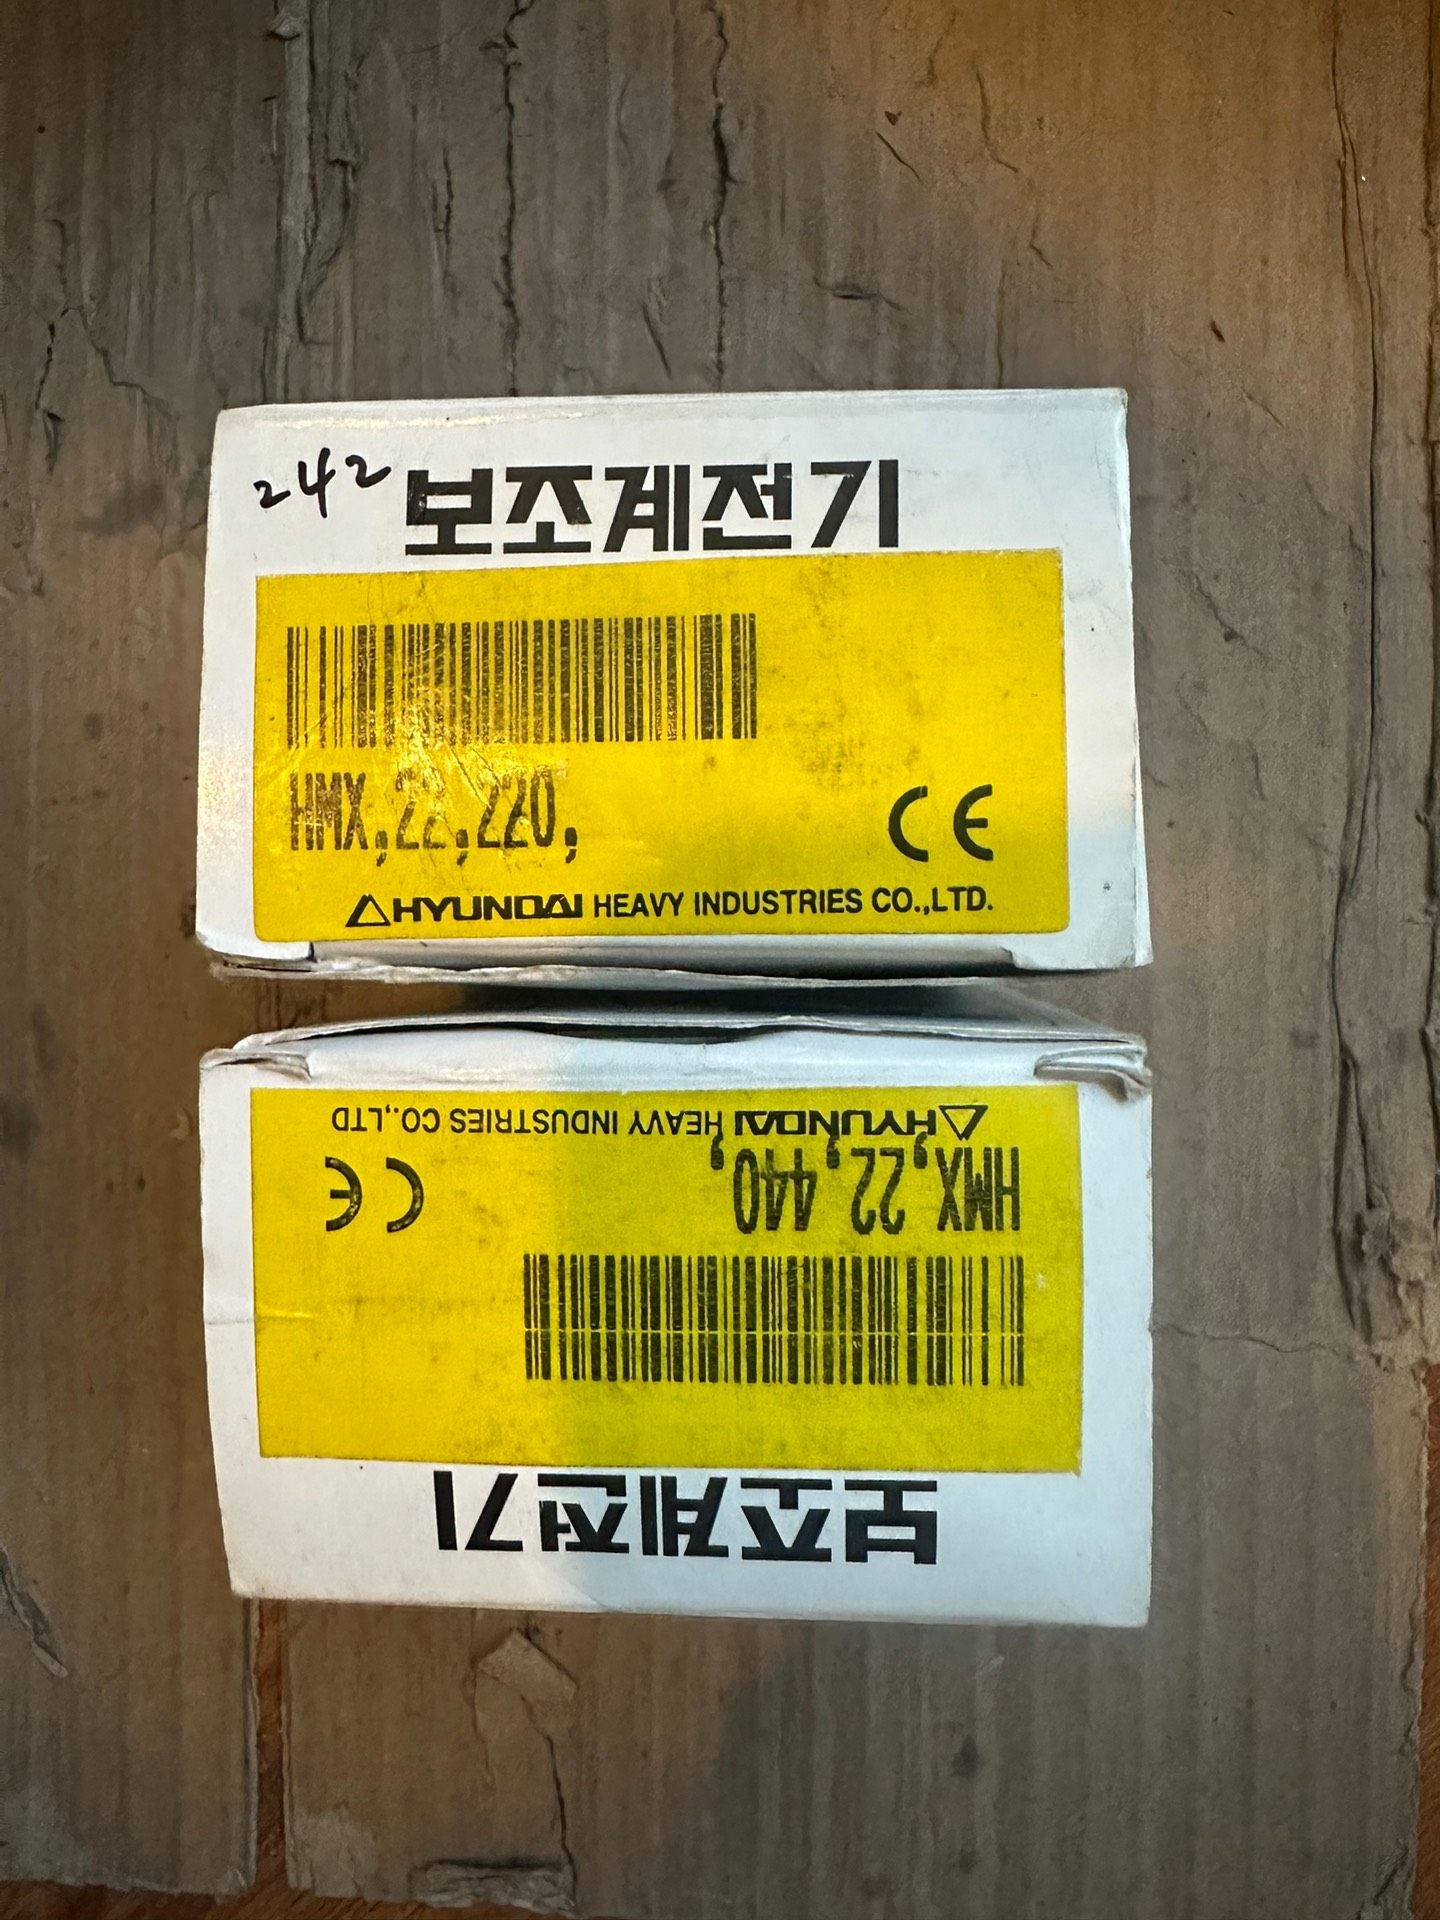 242
보조계전기
HMX,22,220,
CE
HYUNDAI HEAVY INDUSTRIES CO.,LTD.
보조계전기
HMX,22,440,
CE
HYUNDAI HEAVY INDUSTRIES CO.,LTD